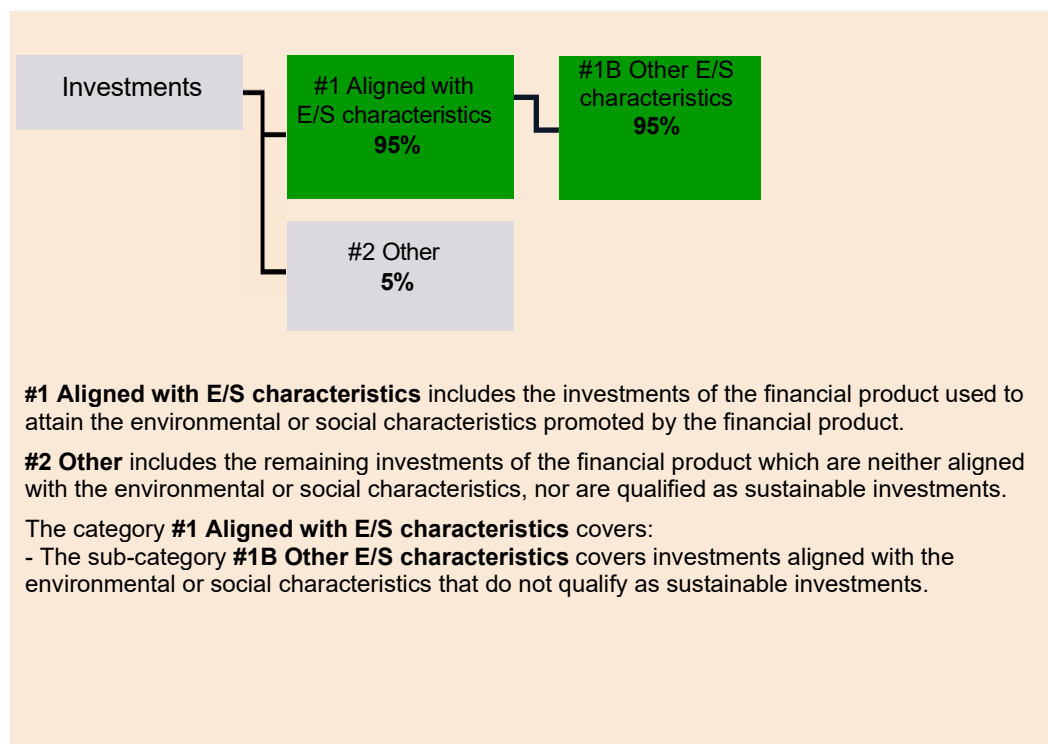 Investments
#1 Aligned with
E/S characteristics
95%
#1B Other E/S
characteristics
95%
#2 Other
5%
#1 Aligned with E/S characteristics includes the investments of the financial product used to
attain the environmental or social characteristics promoted by the financial product.
#2 Other includes the remaining investments of the financial product which are neither aligned
with the environmental or social characteristics, nor are qualified as sustainable investments.
The category #1 Aligned with E/S characteristics covers:
- The sub-category #1B Other E/S characteristics covers investments aligned with the
environmental or social characteristics that do not qualify as sustainable investments.